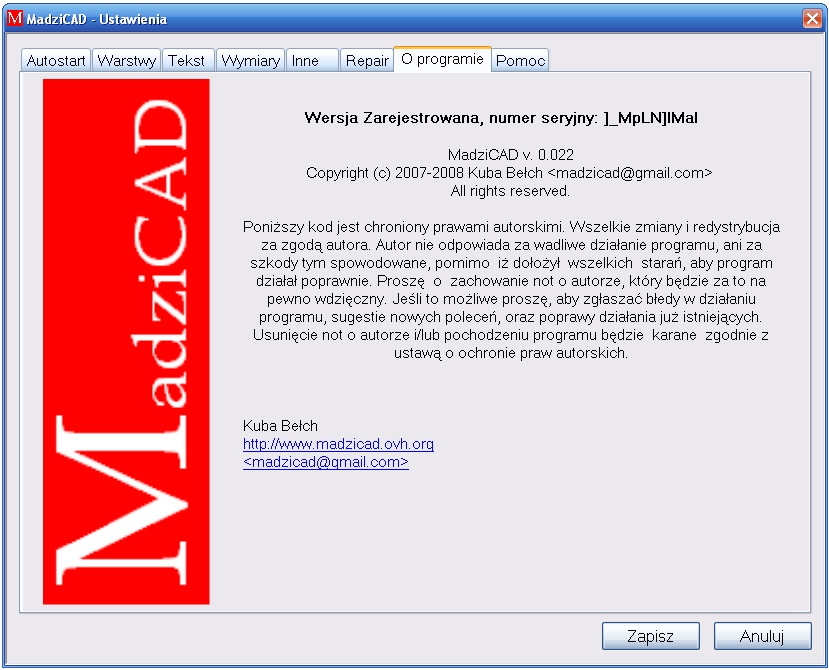 MadziCAD - Ustawienia
Autostart Warstwy Tekst Wymiary Inne Repair O programie Pomoc
MadziCAD
Wersja Zarejestrowana, numer seryjny: ]_MpLN]IMaI
MadziCAD v. 0.022
Copyright (c) 2007-2008 Kuba Bełch <madzicad@gmail.com>
All rights reserved.
Poniższy kod jest chroniony prawami autorskimi. Wszelkie zmiany i redystrybucja
za zgodą autora. Autor nie odpowiada za wadliwe działanie programu, ani za
szkody tym spowodowane, pomimo iż dołożył wszelkich starań, aby program
działał poprawnie. Proszę o zachowanie not o autorze, który będzie za to na
pewno wdzięczny. Jeśli to możliwe proszę, aby zgłaszać błedy w działaniu
programu, sugestie nowych poleceń, oraz poprawy działania już istniejących.
Usunięcie not o autorze i/lub pochodzeniu programu będzie karane zgodnie z
ustawą o ochronie praw autorskich.
Kuba Bełch
http://www.madzicad.ovh.org
<madzicad@gmail.com>
Zapisz Anuluj